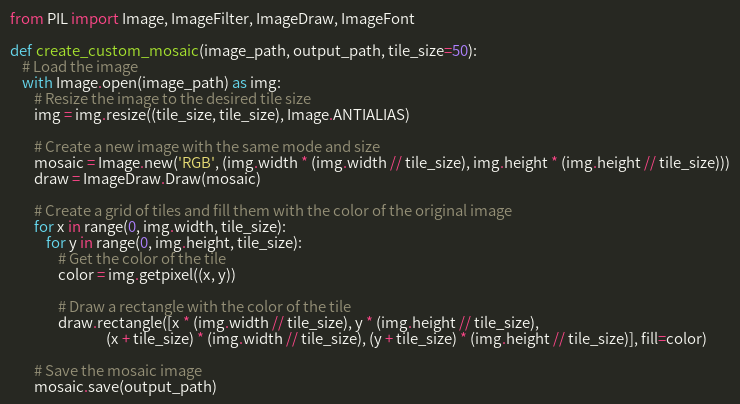 from PIL import Image, ImageFilter, ImageDraw, ImageFont
def create_custom_mosaic(image_path, output_path, tile_size=50):
# Load the image
with Image.open(image_path) as img:
# Resize the image to the desired tile size
img = img.resize((tile_size, tile_size), Image.ANTIALIAS)
# Create a new image with the same mode and size
mosaic = Image.new('RGB', (img.width * (img.width // tile_size), img.height * (img.height // tile_size)))
draw = ImageDraw.Draw(mosaic)
# Create a grid of tiles and fill them with the color of the original image
for x in range(0, img.width, tile_size):
for y in range(0, img.height, tile_size):
# Get the color of the tile
color = img.getpixel((x, y))
# Draw a rectangle with the color of the tile
draw.rectangle([x * (img.width // tile_size), y * (img.height // tile_size),
(x + tile_size) * (img.width // tile_size), (y + tile_size) * (img.height // tile_size)], fill=color)
# Save the mosaic image
mosaic.save(output_path)